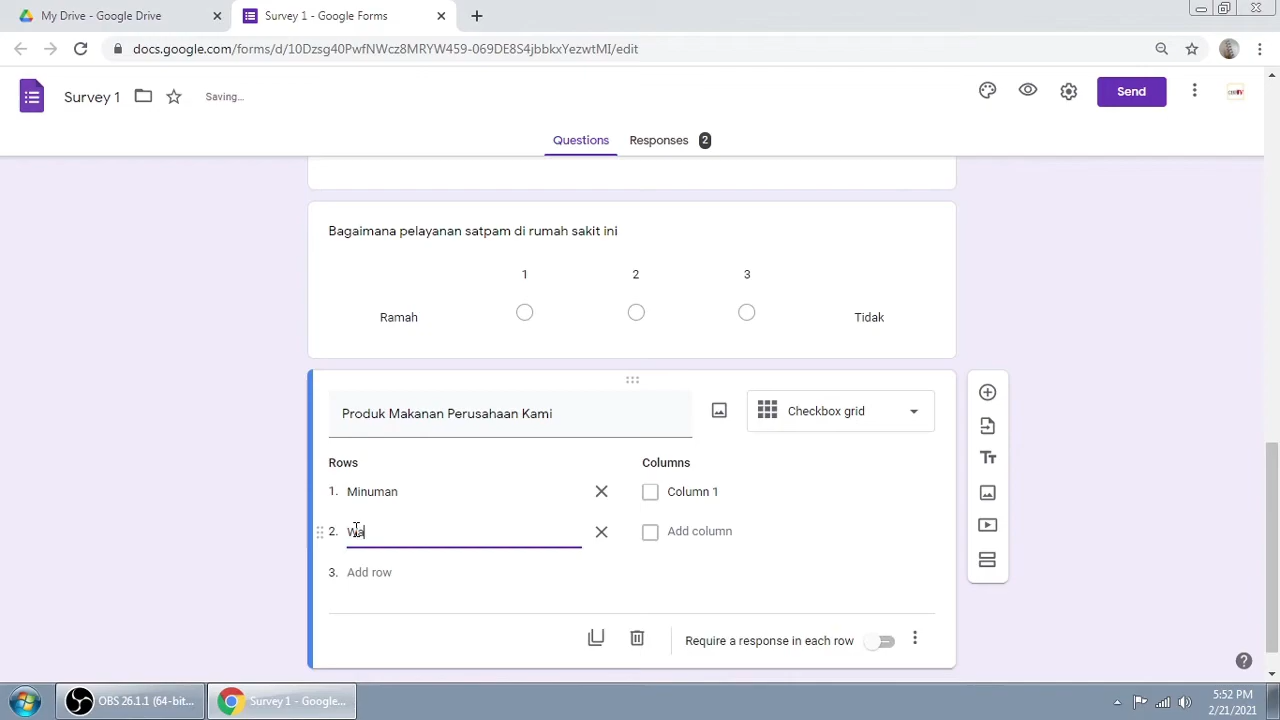 My Drive - Google Drive
Survey 1 - Google Forms
docs.google.com/forms/d/10Dzsg40PwfNWcz8MRYW459-069DE8S4jbbkxYezwtMI/edit
Survey 1
Saving...
Send
Questions
Responses 2
Bagaimana pelayanan satpam di rumah sakit ini
1 2 3
Ramah
Tidak
Produk Makanan Perusahaan Kami
Checkbox grid
Rows
Columns
1. Minuman
Column 1
2. Wa
Add column
3. Add row
Require a response in each row
OBS 26.1.1 (64-bit...
Survey 1 - Google...
5:52 PM
2/21/2021